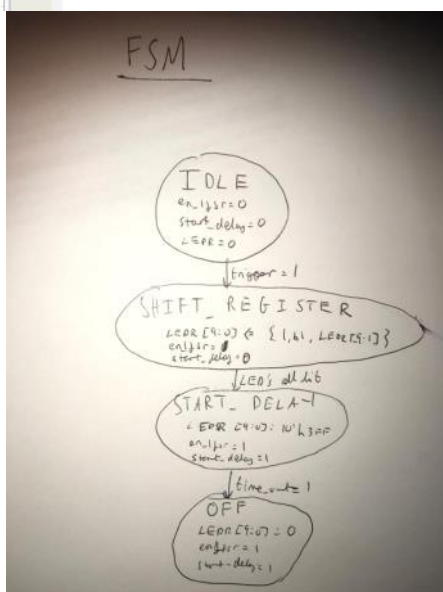 FSM
IDLE
en_lfsr=0
start_delay=0
LEDR=0
trigger=1
SHIFT_REGISTER
LEDR[9:0] <= {1'b1, LEDR[9:1]}
en_lfsr=
start_delay=0
LED's all lit
START_DELAY
LEDR[9:0]: 10'h3FF
en_lfsr=1
start_delay=1
time_out=1
OFF
LEDR[9:0]=0
en_lfsr=1
start_delay=1